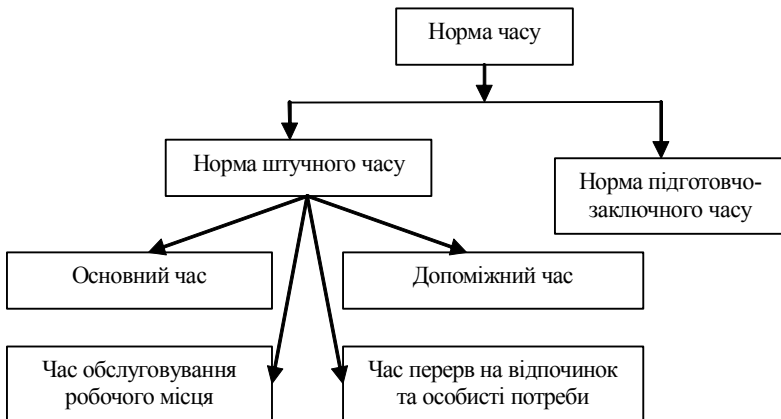 Норма часу
Норма штучного часу
Норма підготовчо-
заключного часу
Основний час
Допоміжний час
Час обслуговування
робочого місця
Час перерв на відпочинок
та особисті потреби